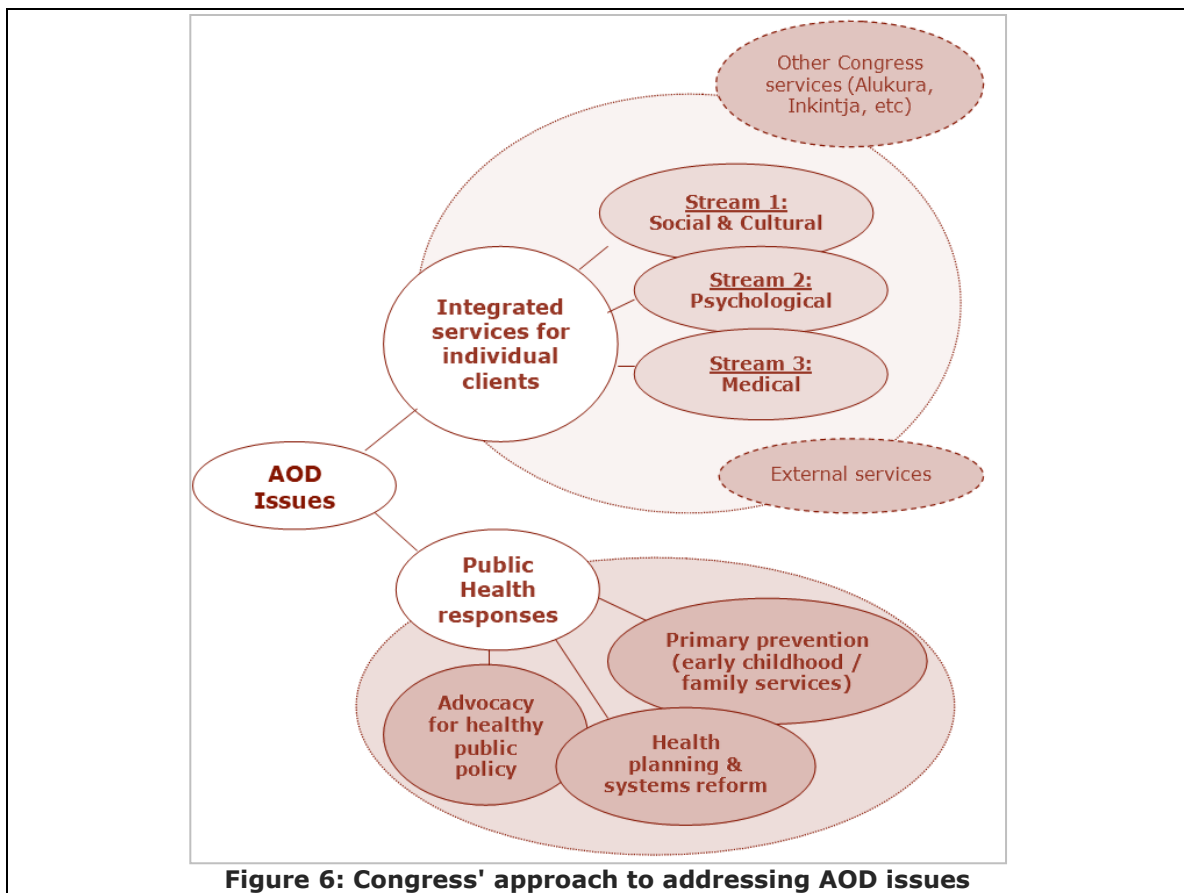 Other Congress
services (Alukura,
Inkintja, etc)
Stream 1:
Social & Cultural
Stream 2:
Psychological
Stream 3:
Medical
Integrated
services for
individual
clients
External services
AOD
Issues
Public
Health
responses
Primary prevention
(early childhood /
family services)
Advocacy
for healthy
public
policy
Health
planning &
systems reform
Figure 6: Congress' approach to addressing AOD issues